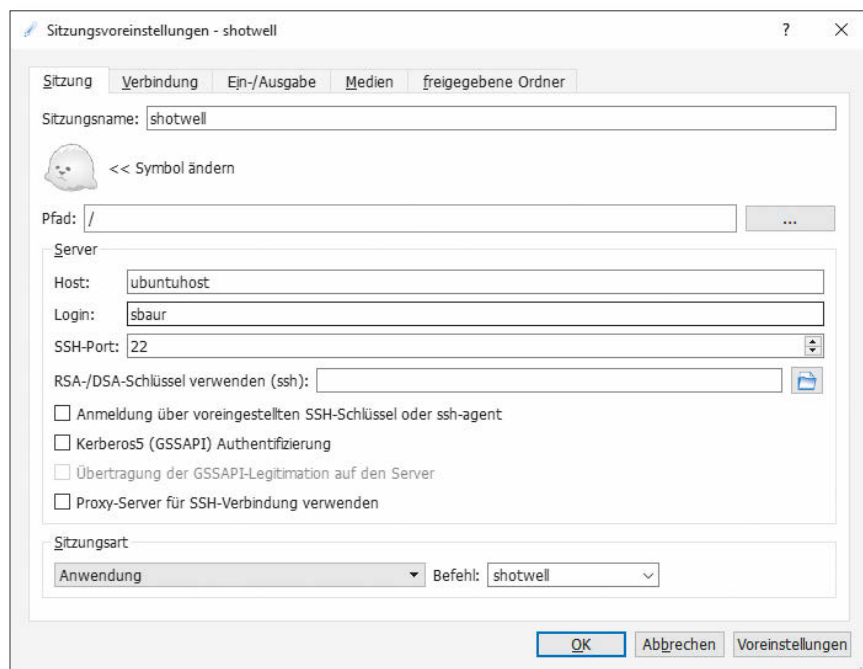 Sitzungsvoreinstellungen - shotwell ? ×
Sitzung Verbindung Ein-/Ausgabe Medien freigegebene Ordner
Sitzungsname: shotwell
<< Symbol ändern
Pfad: / ...
Server
Host: ubuntuhost
Login: sbaur
SSH-Port: 22
RSA-/DSA-Schlüssel verwenden (ssh):
Anmeldung über voreingestellten SSH-Schlüssel oder ssh-agent
Kerberos5 (GSSAPI) Authentifizierung
Übertragung der GSSAPI-Legitimation auf den Server
Proxy-Server für SSH-Verbindung verwenden
Sitzungsart
Anwendung Befehl: shotwell
OK Abbrechen Voreinstellungen